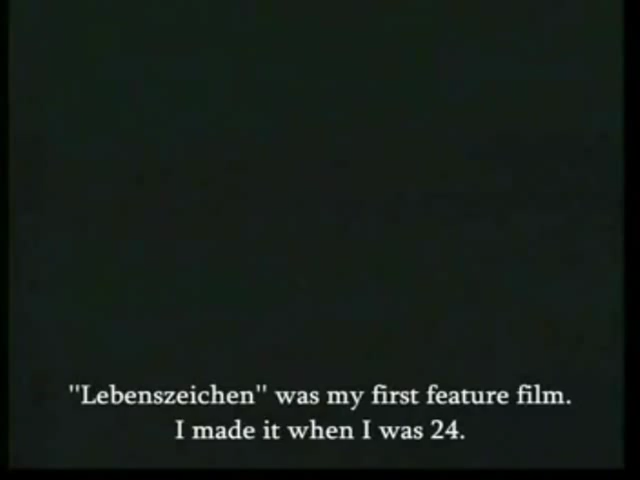 "Lebenszeichen" was my first feature film.
I made it when I was 24.